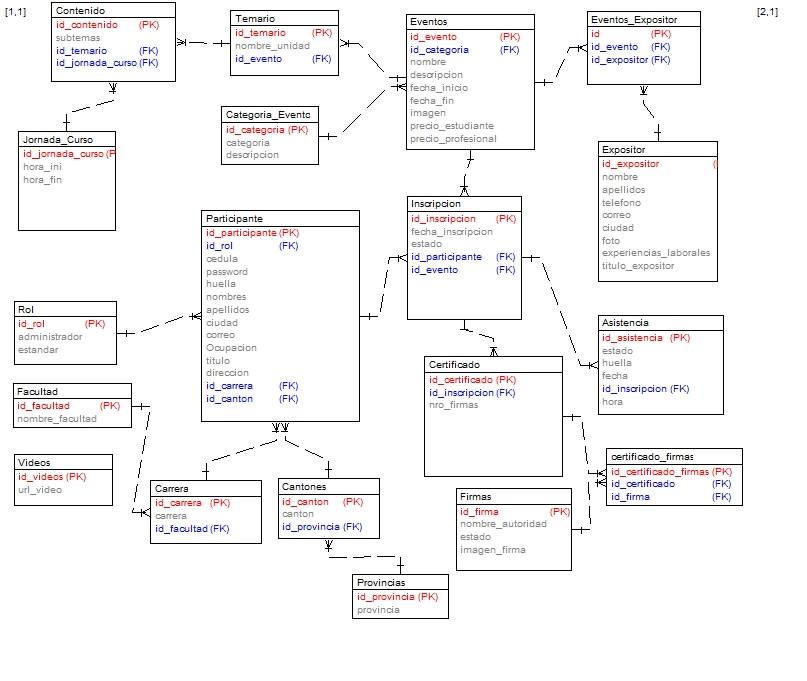 [1,1]
[2,1]
Contenido
id_contenido (PK)
subtemas
id_temario (FK)
id_jornada_curso (FK)
Temario
id_temario (PK)
nombre_unidad
id_evento (FK)
Eventos
id_evento (PK)
id_categoria (FK)
nombre
descripcion
fecha_inicio
fecha_fin
imagen
precio_estudiante
precio_profesional
Eventos_Expositor
id (PK)
id_evento (FK)
id_expositor (FK)
Categoria_Evento
id_categoria (PK)
categoria
descripcion
Jornada_Curso
id_jornada_curso (P
hora_ini
hora_fin
Expositor
id_expositor (
nombre
apellidos
telefono
correo
ciudad
foto
experiencias_laborales
titulo_expositor
Participante
id_participante (PK)
id_rol (FK)
cedula
password
huella
nombres
apellidos
ciudad
correo
Ocupacion
titulo
direccion
id_carrera (FK)
id_canton (FK)
Inscripcion
id_inscripcion (PK)
fecha_inscripcion
estado
id_participante (FK)
id_evento (FK)
Rol
id_rol (PK)
administrador
estandar
Asistencia
id_asistencia (PK)
estado
huella
fecha
id_inscripcion (FK)
hora
Certificado
id_certificado (PK)
id_inscripcion (FK)
nro_firmas
Facultad
id_facultad (PK)
nombre_facultad
Videos
id_videos (PK)
url_video
certificado_firmas
id_certificado_firmas (PK)
id_certificado (FK)
id_firma (FK)
Carrera
id_carrera (PK)
carrera
id_facultad (FK)
Cantones
id_canton (PK)
canton
id_provincia (FK)
Firmas
id_firma (PK)
nombre_autoridad
estado
imagen_firma
Provincias
id_provincia (PK)
provincia